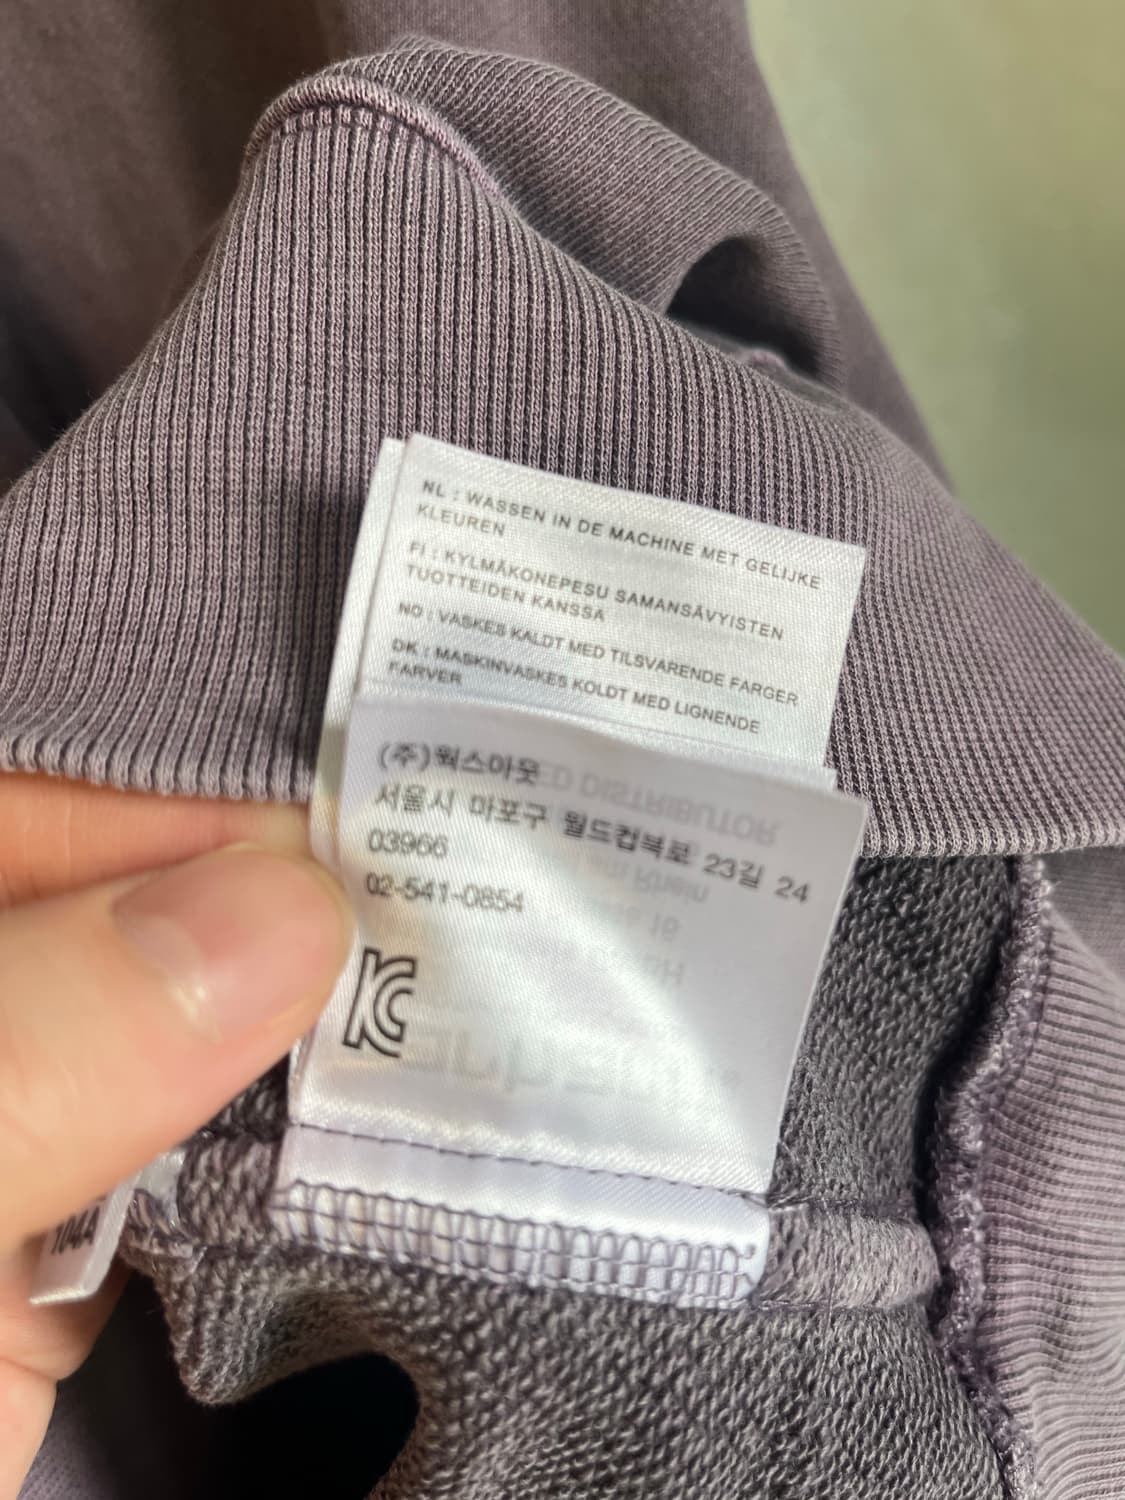 NL : WASSEN IN DE MACHINE MET GELIJKE
KLEUREN
FI : KYLMÄKONEPESU SAMANSÄVYISTEN
TUOTTEIDEN KANSSA
NO : VASKES KALDT MED TILSVARENDE FARGER
DK : MASKINVASKES KOLDT MED LIGNENDE
FARVER
(주)웍스아웃
서울시 마포구 월드컵북로 23길 24
03966
02-541-0854